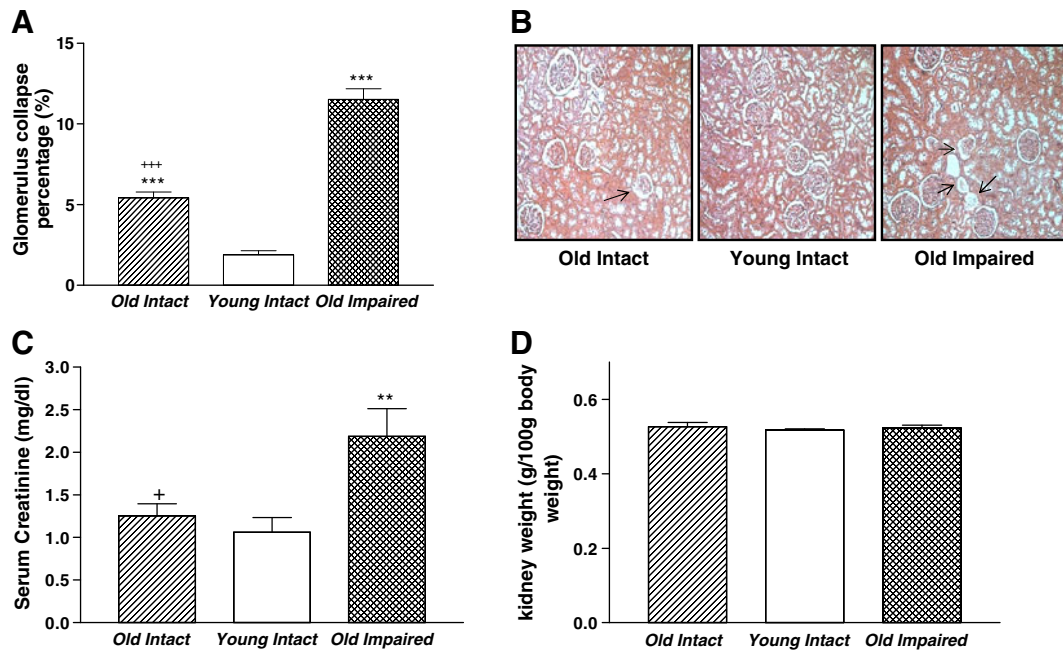 A
Glomerulus collapse
percentage (%)
15
10
5
0
+++
***
***
Old Intact
Young Intact
Old Impaired
B
Old Intact
Young Intact
Old Impaired
C
Serum Creatinine (mg/dl)
3.0
2.5
2.0
1.5
1.0
0.5
0.0
+
**
Old Intact
Young Intact
Old Impaired
D
kidney weight (g/100g body
weight)
0.6
0.4
0.2
0.0
Old Intact
Young Intact
Old Impaired